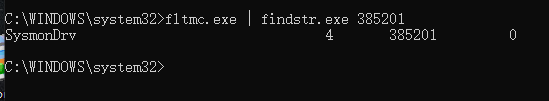 C:\WINDOWS\system32>fltmc.exe | findstr.exe 385201
SysmonDrv 4 385201 0
C:\WINDOWS\system32>